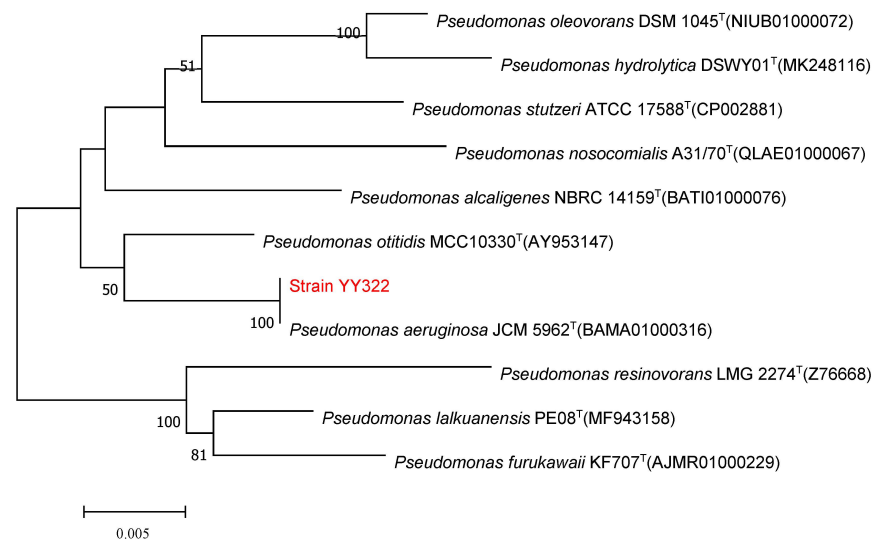 Pseudomonas oleovorans DSM 1045ᵀ(NIUB01000072)
100
Pseudomonas hydrolytica DSWY01ᵀ(MK248116)
51
Pseudomonas stutzeri ATCC 17588ᵀ(CP002881)
Pseudomonas nosocomialis A31/70ᵀ(QLAE01000067)
Pseudomonas alcaligenes NBRC 14159ᵀ(BATI01000076)
Pseudomonas otitidis MCC10330ᵀ(AY953147)
50
Strain YY322
100
Pseudomonas aeruginosa JCM 5962ᵀ(BAMA01000316)
Pseudomonas resinovorans LMG 2274ᵀ(Z76668)
100
Pseudomonas lalkuanensis PE08ᵀ(MF943158)
81
Pseudomonas furukawaii KF707ᵀ(AJMR01000229)
0.005